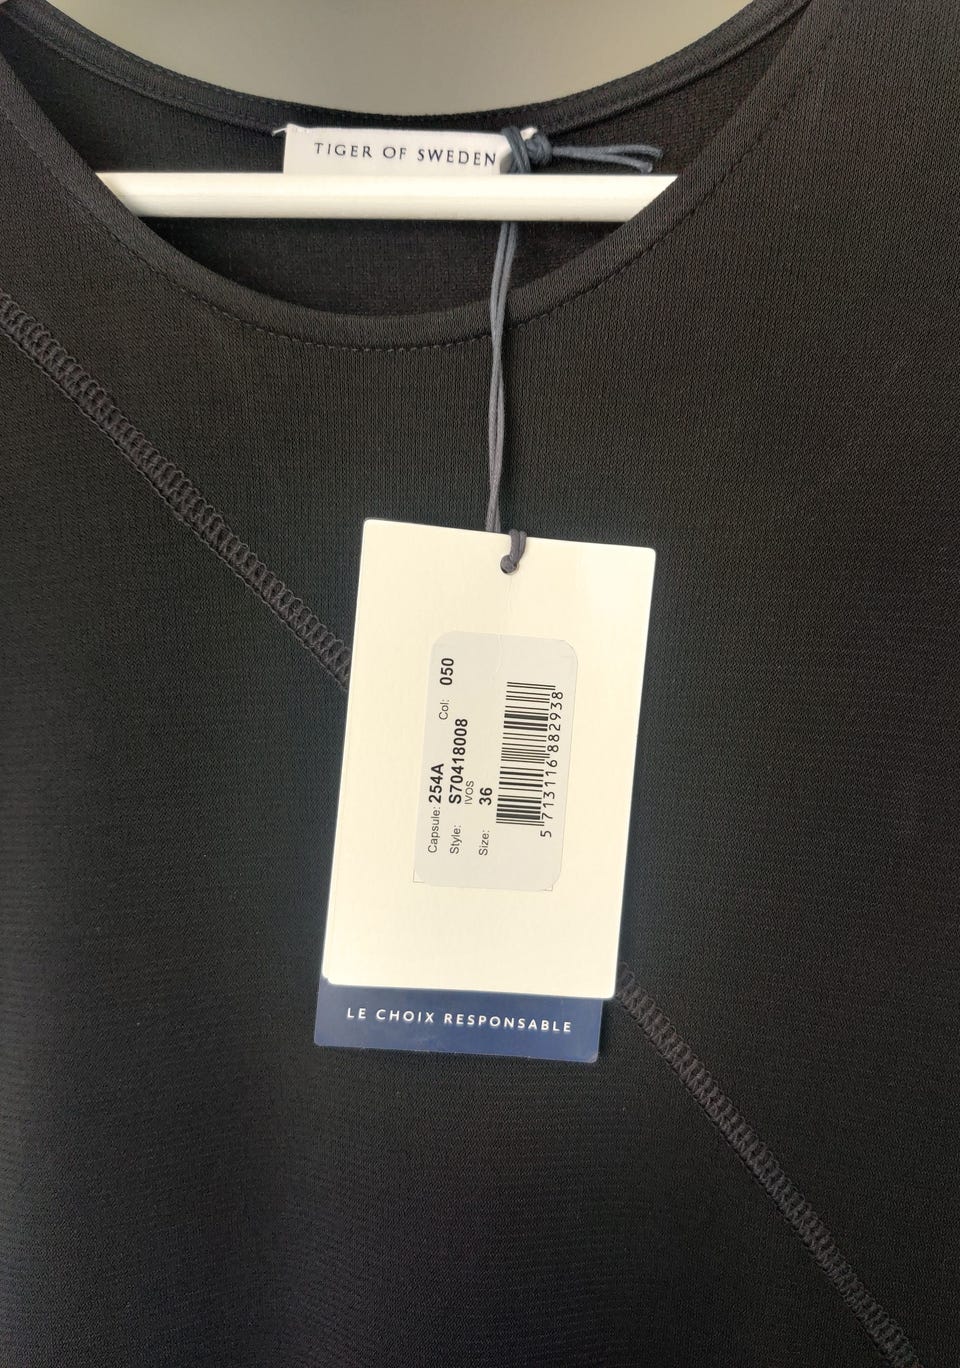 TIGER OF SWEDEN
Capsule: 254A Col: 050
Style: S70418008
IVOS
Size: 36
5 713116 882938
LE CHOIX RESPONSABLE